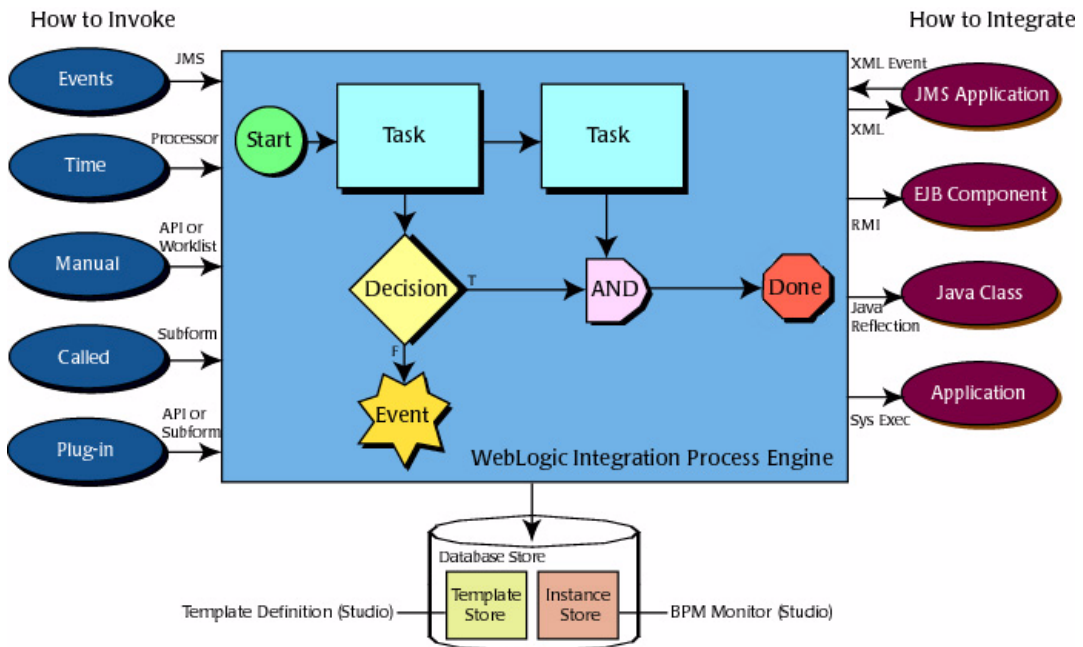 How to Invoke
How to Integrate
Events
JMS
Time
Processor
Manual
API or
Worklist
Called
Subform
Plug-in
API or
Subform
Start
Task
Task
Decision
T
F
AND
Done
Event
WebLogic Integration Process Engine
XML Event
JMS Application
XML
EJB Component
RMI
Java Class
Java
Reflection
Application
Sys Exec
Database Store
Template
Store
Instance
Store
Template Definition (Studio)
BPM Monitor (Studio)